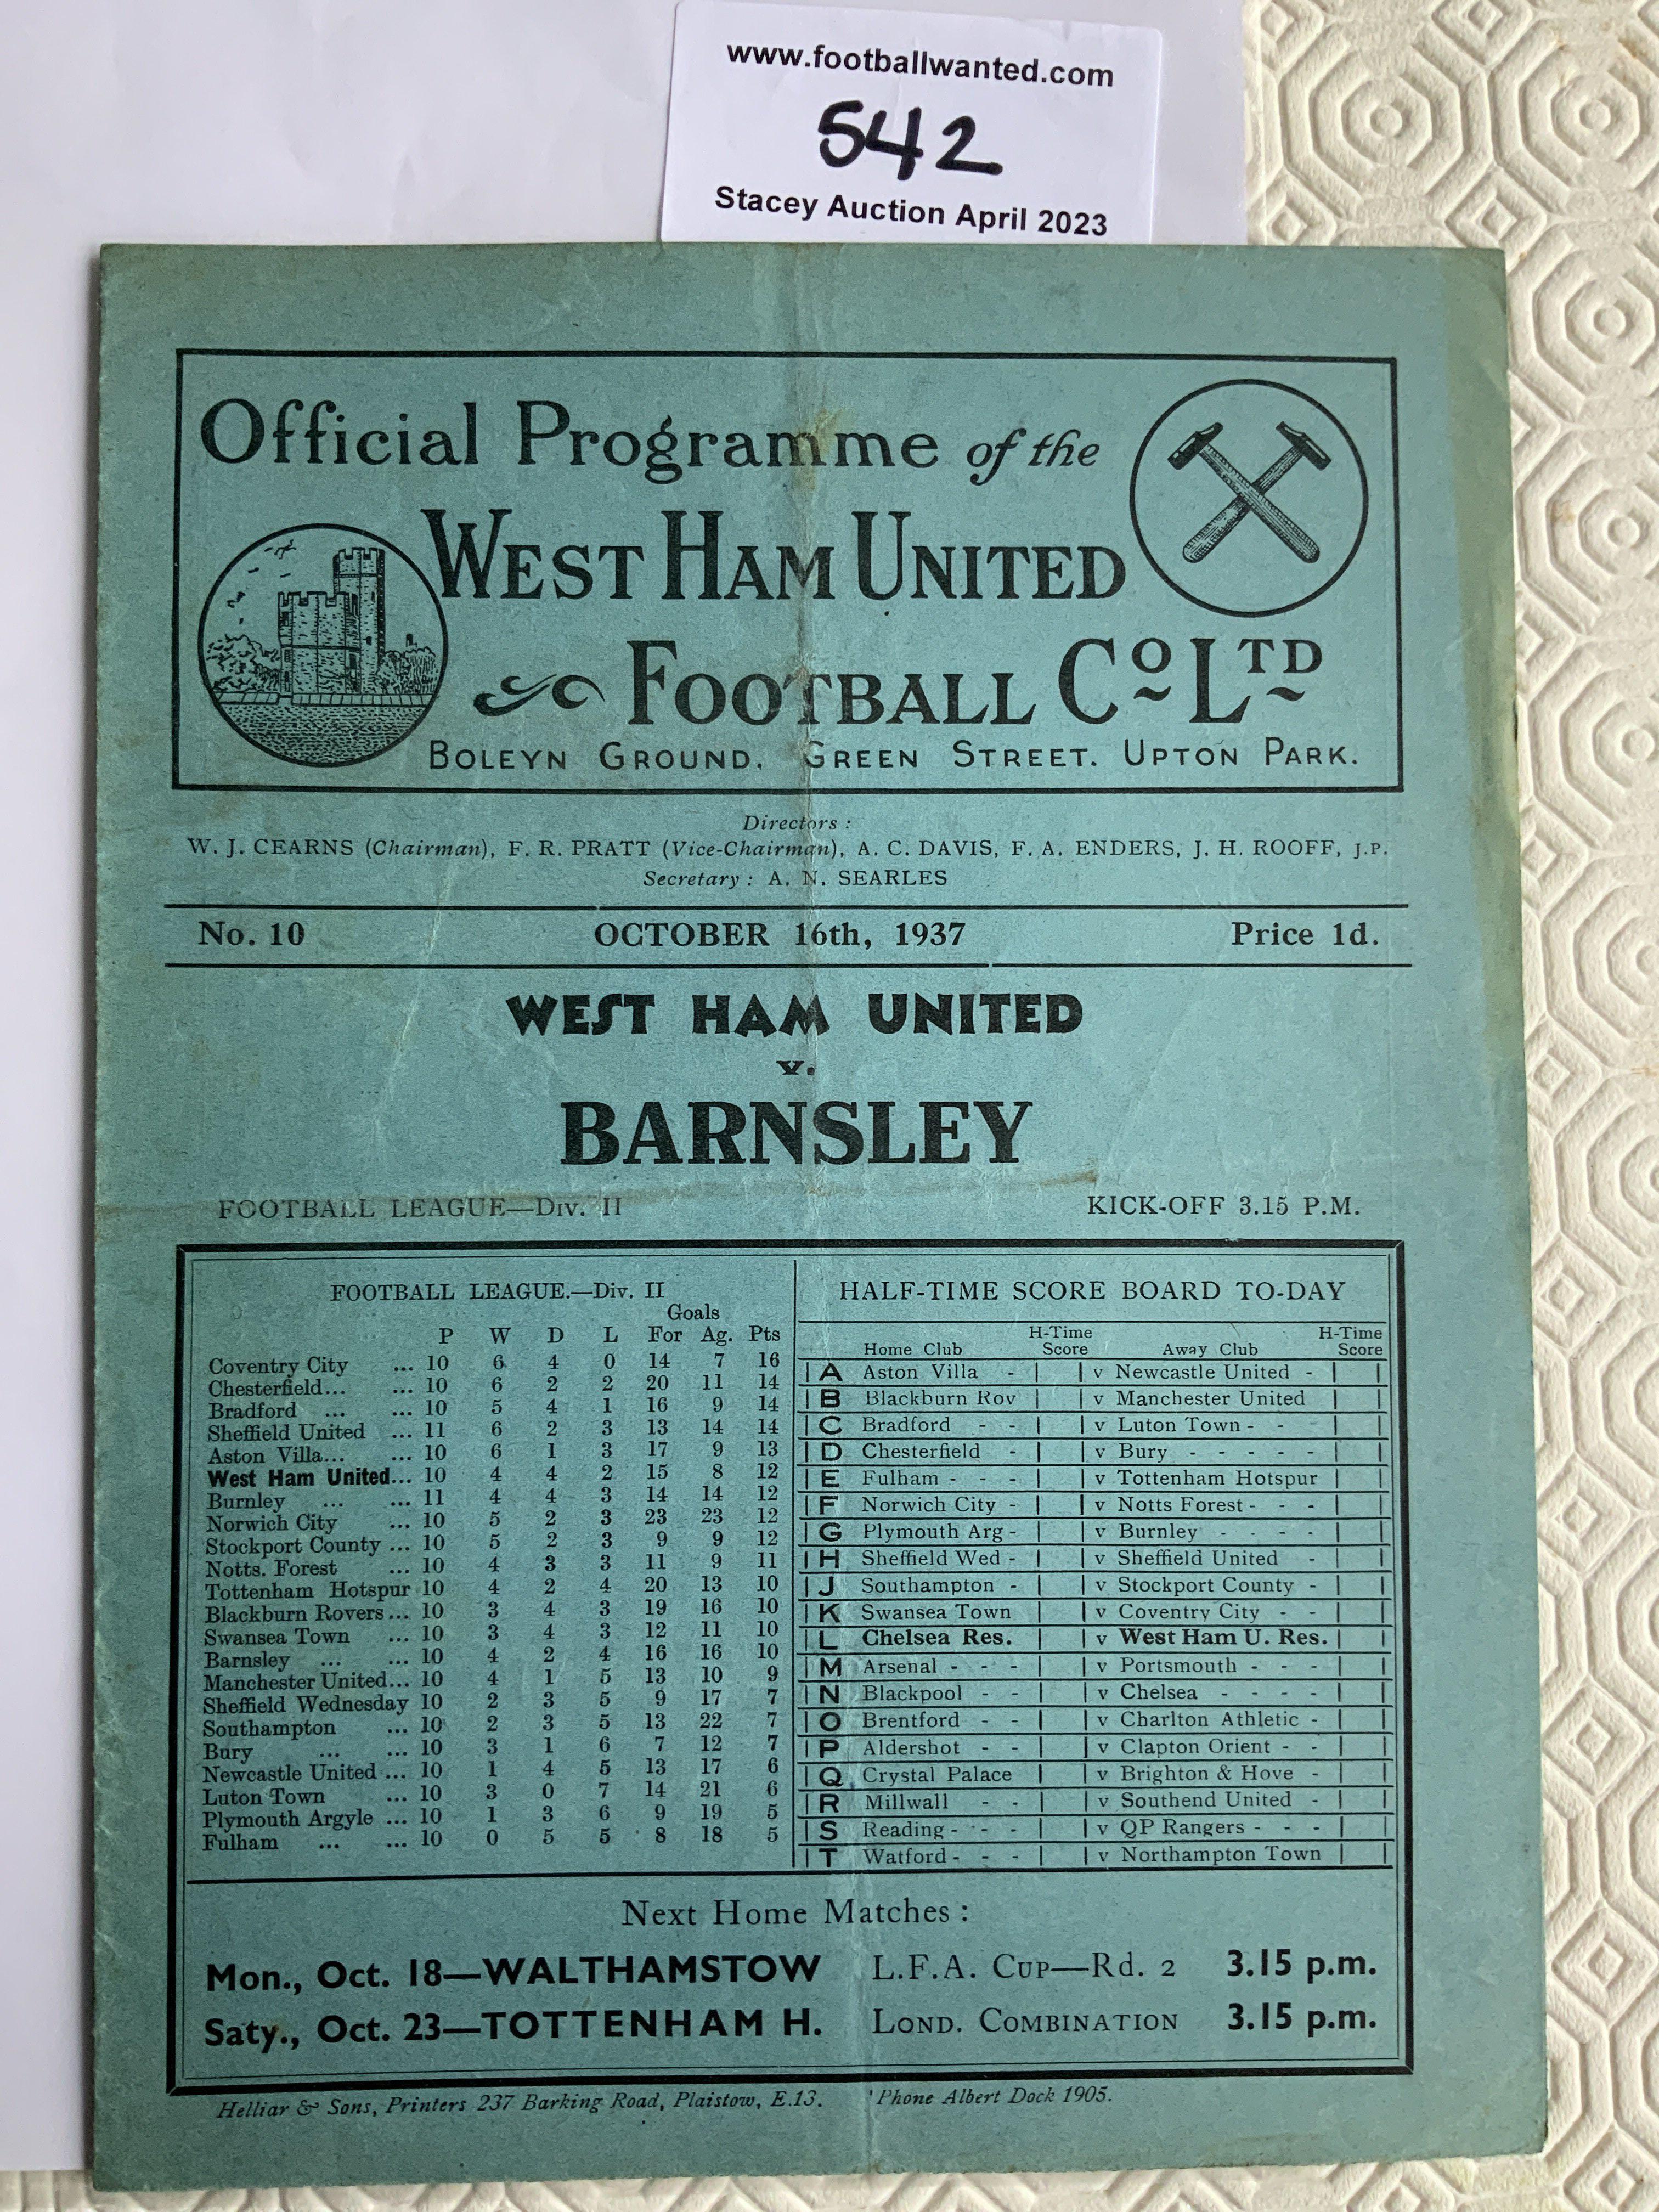 www.footballwanted.com
542
Stacey Auction April 2023
Official Programme of the
WEST HAM UNITED
FOOTBALL Co LTD
BOLEYN GROUND. GREEN STREET. UPTON PARK.
Directors :
W. J. CEARNS (Chairman), F. R. PRATT (Vice-Chairman), A. C. DAVIS, F. A. ENDERS, J. H. ROOFF, J.P.
Secretary : A. N. SEARLES
No. 10 OCTOBER 16th, 1937 Price 1d.
WEST HAM UNITED
v.
BARNSLEY
FOOTBALL LEAGUE—Div. II KICK-OFF 3.15 P.M.
FOOTBALL LEAGUE.—Div. II
Goals
P W D L For Ag. Pts
Coventry City ... 10 6 4 0 14 7 16
Chesterfield... ... 10 6 2 2 20 11 14
Bradford ... ... 10 5 4 1 16 9 14
Sheffield United ... 11 6 2 3 13 14 14
Aston Villa... ... 10 6 1 3 17 9 13
West Ham United... 10 4 4 2 15 8 12
Burnley ... ... 11 4 4 3 14 14 12
Norwich City ... 10 5 2 3 23 23 12
Stockport County ... 10 5 2 3 9 9 12
Notts. Forest ... 10 4 3 3 11 9 11
Tottenham Hotspur 10 4 2 4 20 13 10
Blackburn Rovers... 10 3 4 3 19 16 10
Swansea Town ... 10 3 4 3 12 11 10
Barnsley ... ... 10 4 2 4 16 16 10
Manchester United... 10 4 1 5 13 10 9
Sheffield Wednesday 10 2 3 5 9 17 7
Southampton ... 10 2 3 5 13 22 7
Bury ... ... 10 3 1 6 7 12 7
Newcastle United ... 10 1 4 5 13 17 6
Luton Town ... 10 3 0 7 14 21 6
Plymouth Argyle ... 10 1 3 6 9 19 5
Fulham ... ... 10 0 5 5 8 18 5
HALF-TIME SCORE BOARD TO-DAY
H-Time H-Time
Home Club Score Away Club Score
A Aston Villa - v Newcastle United -
B Blackburn Rov v Manchester United
C Bradford - - v Luton Town - -
D Chesterfield - v Bury - - - - -
E Fulham - - - v Tottenham Hotspur
F Norwich City - v Notts Forest - - -
G Plymouth Arg - v Burnley - - - -
H Sheffield Wed - v Sheffield United -
J Southampton - v Stockport County -
K Swansea Town v Coventry City - -
L Chelsea Res. v West Ham U. Res.
M Arsenal - - - v Portsmouth - - -
N Blackpool - - v Chelsea - - - -
O Brentford - - v Charlton Athletic -
P Aldershot - - v Clapton Orient - -
Q Crystal Palace v Brighton & Hove -
R Millwall - - v Southend United -
S Reading - - - v QP Rangers - - -
T Watford - - - v Northampton Town
Next Home Matches :
Mon., Oct. 18—WALTHAMSTOW L.F.A. CUP—RD. 2 3.15 p.m.
Saty., Oct. 23—TOTTENHAM H. LOND. COMBINATION 3.15 p.m.
Helliar & Sons, Printers 237 Barking Road, Plaistow, E.13. 'Phone Albert Dock 1905.